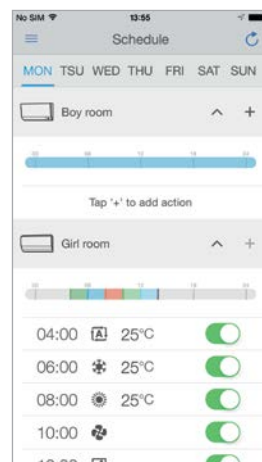 No SIM 13:55
Schedule
MON TSU WED THU FRI SAT SUN
Boy room +
Tap '+' to add action
Girl room +
04:00 A 25°C
06:00 25°C
08:00 25°C
10:00